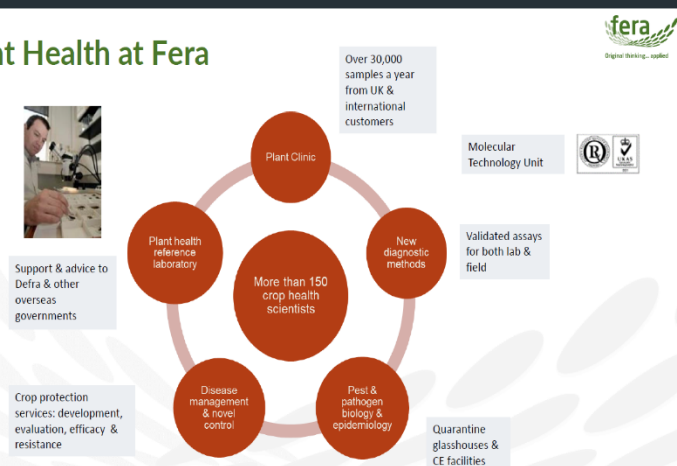 nt Health at Fera
fera
Original thinking... applied
Over 30,000
samples a year
from UK &
international
customers
Plant Clinic
Molecular
Technology Unit
R
UKAS
Plant health
reference
laboratory
New
diagnostic
methods
Validated assays
for both lab &
field
More than 150
crop health
scientists
Support & advice to
Defra & other
overseas
governments
Disease
management
& novel
control
Pest &
pathogen
biology &
epidemiology
Crop protection
services: development,
evaluation, efficacy &
resistance
Quarantine
glasshouses &
CE facilities